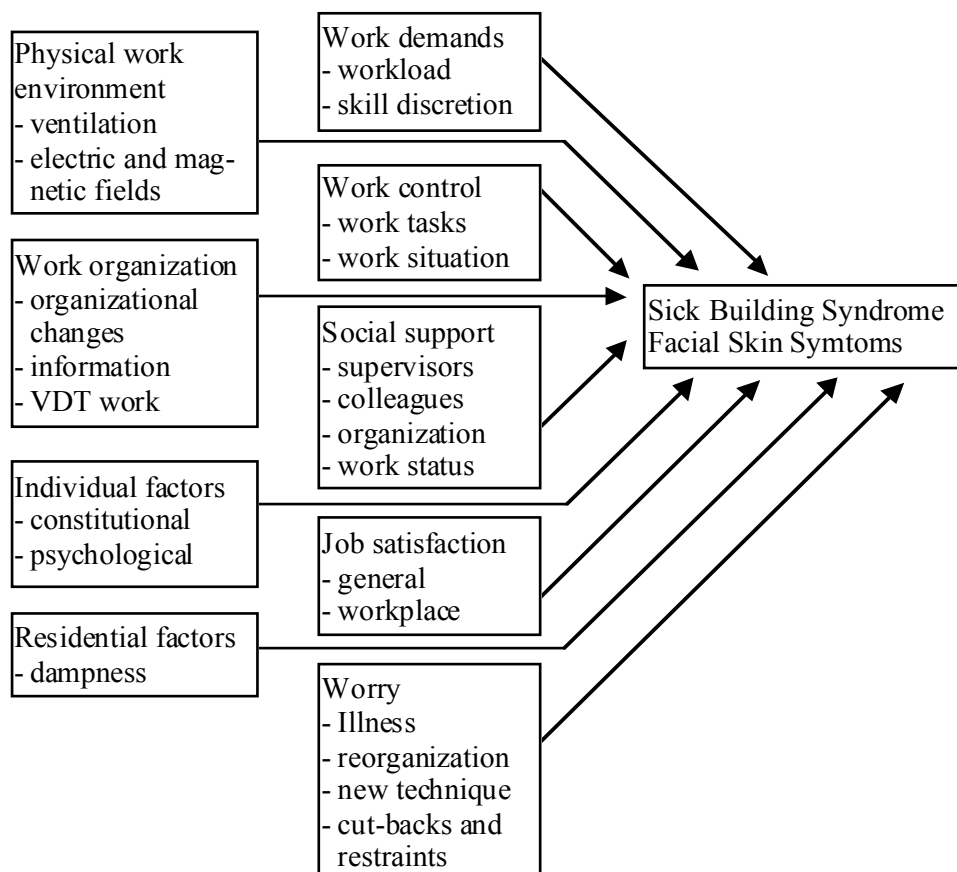 Physical work
environment
- ventilation
- electric and mag-
netic fields
Work organization
- organizational
changes
- information
- VDT work
Individual factors
- constitutional
- psychological
Residential factors
- dampness
Work demands
- workload
- skill discretion
Work control
- work tasks
- work situation
Social support
- supervisors
- colleagues
- organization
- work status
Job satisfaction
- general
- workplace
Worry
- Illness
- reorganization
- new technique
- cut-backs and
restraints
Sick Building Syndrome
Facial Skin Symtoms